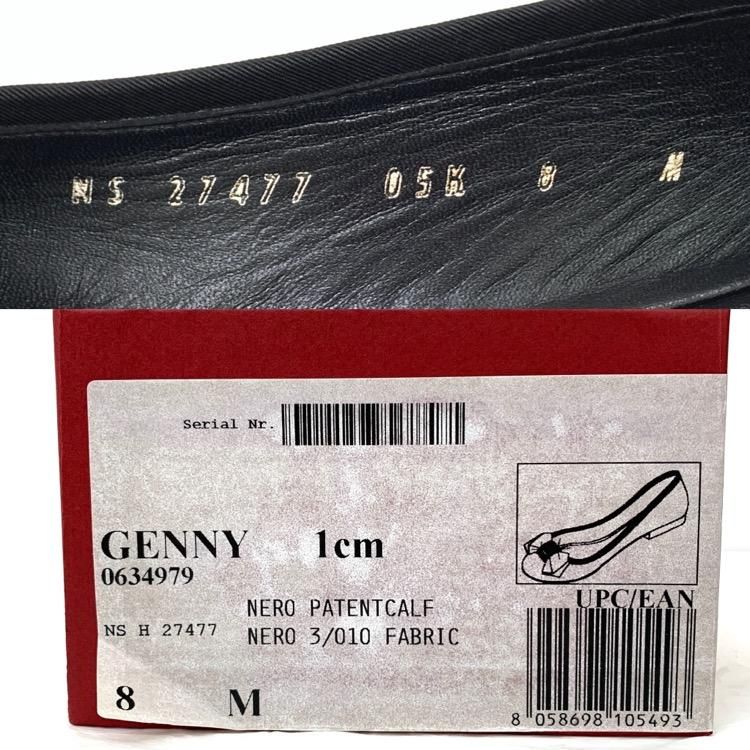 NS 27477 05K 8 M
Serial Nr.
GENNY 1cm
0634979
NERO PATENTCALF
NS H 27477 NERO 3/010 FABRIC
UPC/EAN
8 M
8 058698 105493